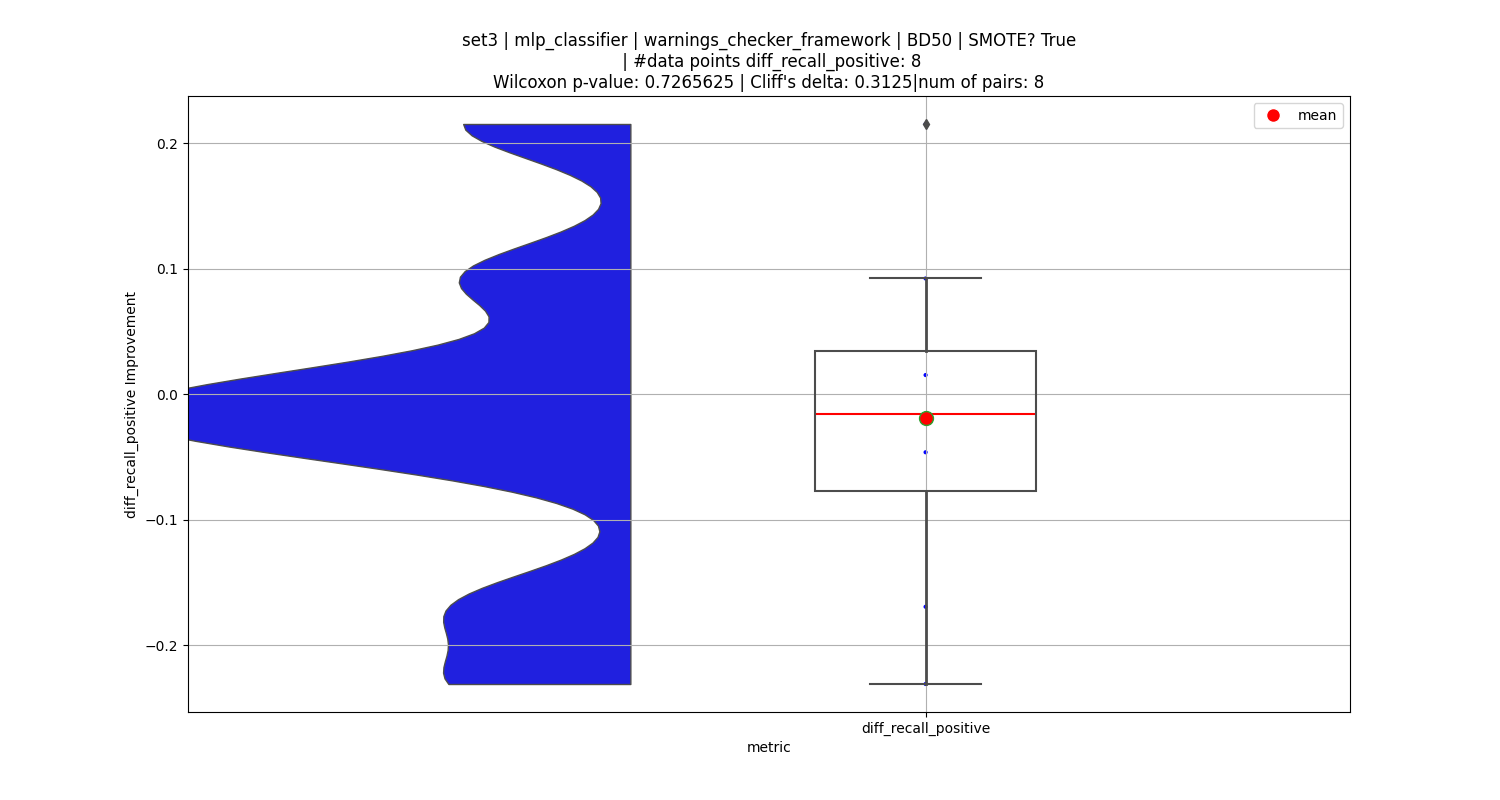 set3 | mlp_classifier | warnings_checker_framework | BD50 | SMOTE? True
| #data points diff_recall_positive: 8
Wilcoxon p-value: 0.7265625 | Cliff's delta: 0.3125|num of pairs: 8
mean
0.2
0.1
0.0
−0.1
−0.2
diff_recall_positive Improvement
diff_recall_positive
metric